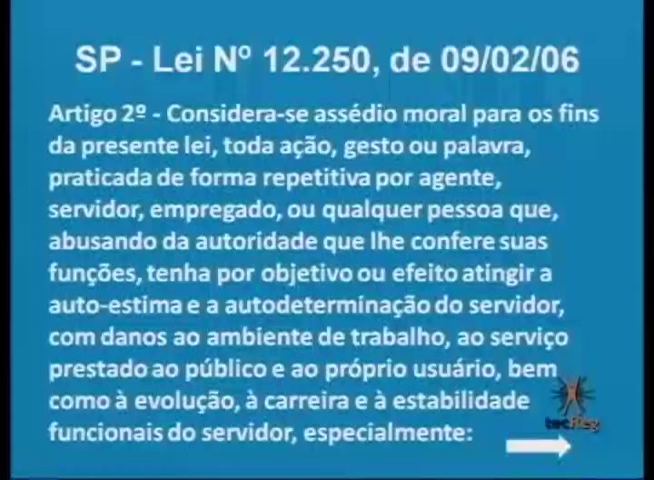 SP - Lei Nº 12.250, de 09/02/06
Artigo 2º - Considera-se assédio moral para os fins
da presente lei, toda ação, gesto ou palavra,
praticada de forma repetitiva por agente,
servidor, empregado, ou qualquer pessoa que,
abusando da autoridade que lhe confere suas
funções, tenha por objetivo ou efeito atingir a
auto-estima e a autodeterminação do servidor,
com danos ao ambiente de trabalho, ao serviço
prestado ao público e ao próprio usuário, bem
como à evolução, à carreira e à estabilidade
funcionais do servidor, especialmente: